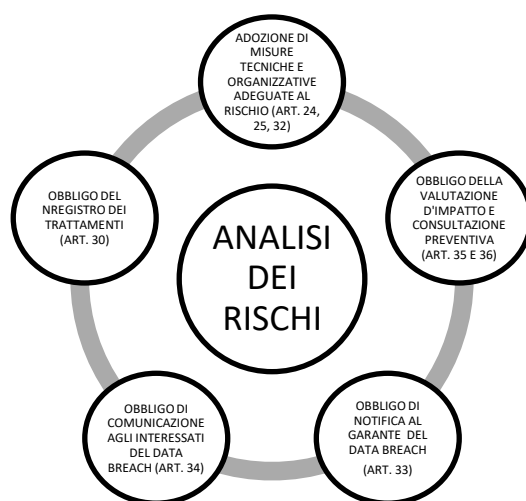 ADOZIONE DI
MISURE
TECNICHE E
ORGANIZZATIVE
ADEGUATE AL
RISCHIO (ART. 24,
25, 32)
OBBLIGO DELLA
VALUTAZIONE
D'IMPATTO E
CONSULTAZIONE
PREVENTIVA
(ART. 35 E 36)
OBBLIGO DI
NOTIFICA AL
GARANTE DEL
DATA BREACH
(ART. 33)
OBBLIGO DI
COMUNICAZIONE
AGLI INTERESSATI
DEL DATA
BREACH (ART. 34)
OBBLIGO DEL
NREGISTRO DEI
TRATTAMENTI
(ART. 30)
ANALISI
DEI
RISCHI